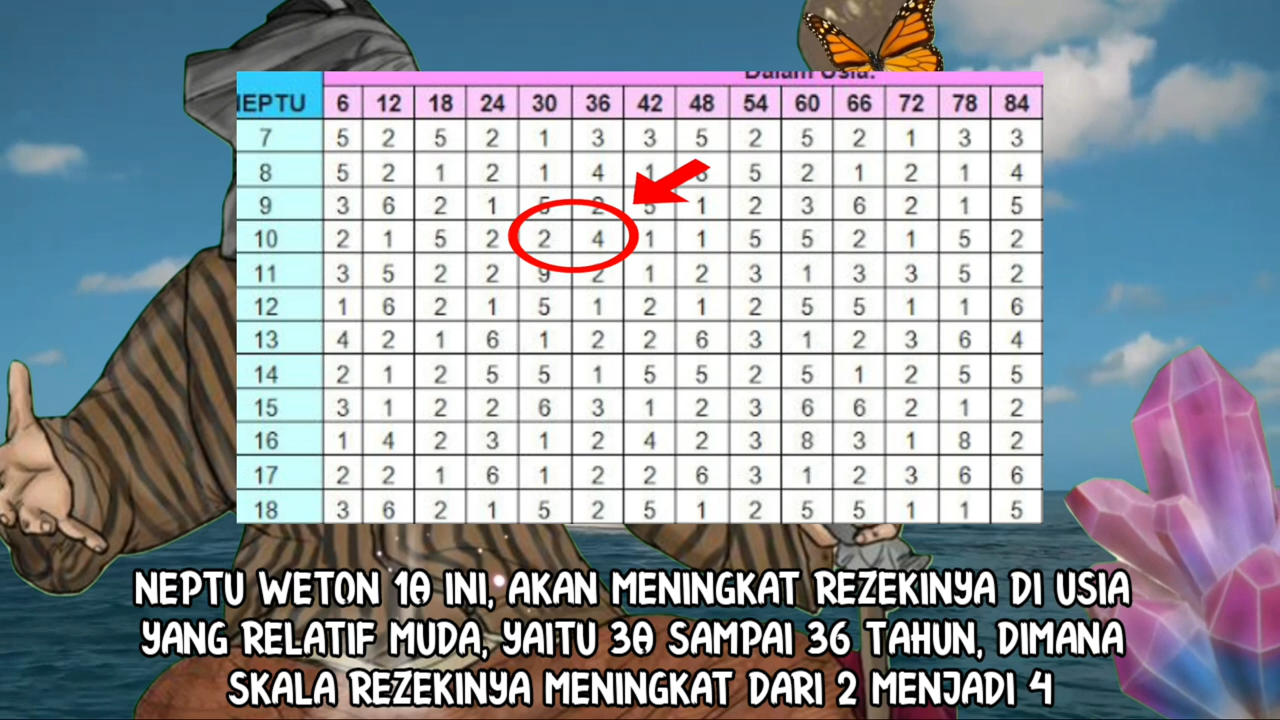 Dalam Usia:
NEPTU 6 12 18 24 30 36 42 48 54 60 66 72 78 84
7 5 2 5 2 1 3 3 5 2 5 2 1 3 3
8 5 2 1 2 1 4 1 6 5 2 1 2 1 4
9 3 6 2 1 5 2 5 1 2 3 6 2 1 5
10 2 1 5 2 2 4 1 1 5 5 2 1 5 2
11 3 5 2 2 9 2 1 2 3 1 3 3 5 2
12 1 6 2 1 5 1 2 1 2 5 5 1 1 6
13 4 2 1 6 1 2 2 6 3 1 2 3 6 4
14 2 1 2 5 5 1 5 5 2 5 1 2 5 5
15 3 1 2 2 6 3 1 2 3 6 6 2 1 2
16 1 4 2 3 1 2 4 2 3 8 3 1 8 2
17 2 2 1 6 1 2 2 6 3 1 2 3 6 6
18 3 6 2 1 5 2 5 1 2 5 5 1 1 5
NEPTU WETON 10 INI, AKAN MENINGKAT REZEKINYA DI USIA
YANG RELATIF MUDA, YAITU 30 SAMPAI 36 TAHUN, DIMANA
SKALA REZEKINYA MENINGKAT DARI 2 MENJADI 4